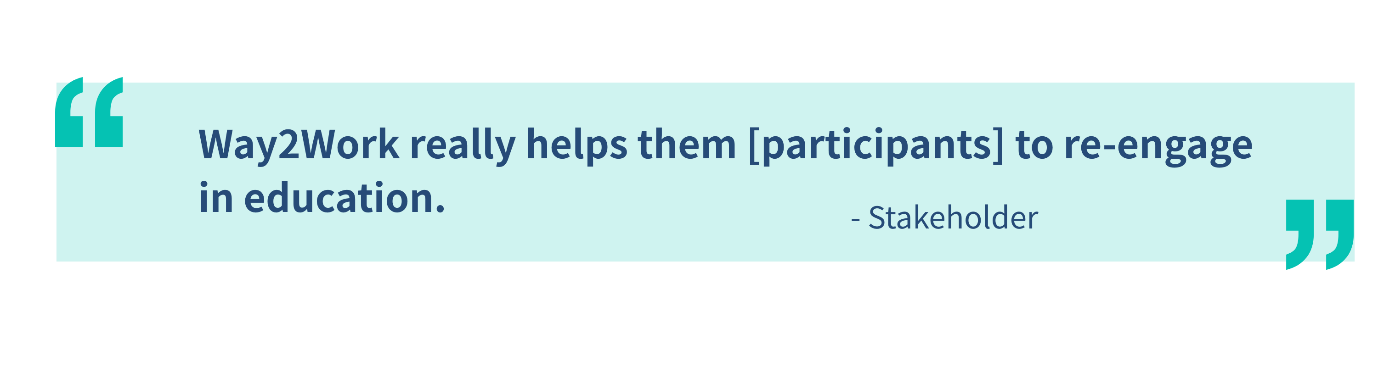 “
Way2Work really helps them [participants] to re-engage
in education.
- Stakeholder
”